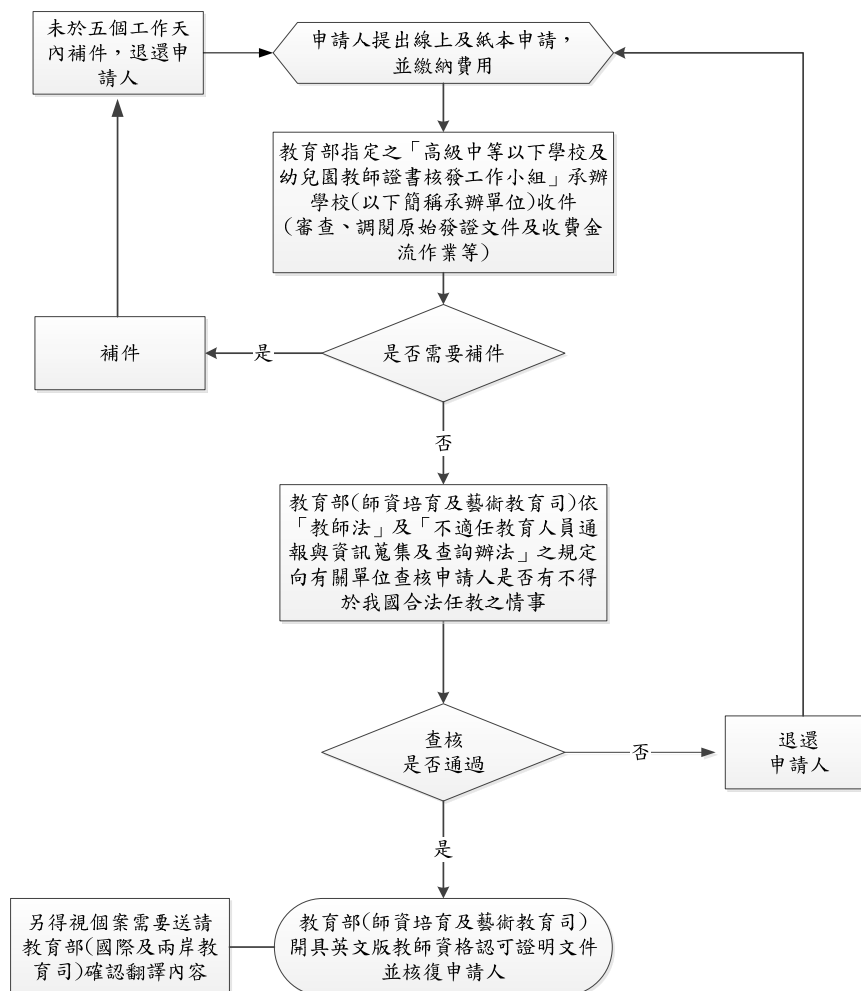 未於五個工作天
內補件，退還申
請人
申請人提出線上及紙本申請，
並繳納費用
教育部指定之「高級中等以下學校及
幼兒園教師證書核發工作小組」承辦
學校(以下簡稱承辦單位)收件
(審查、調閱原始發證文件及收費金
流作業等)
補件
是
是否需要補件
否
教育部(師資培育及藝術教育司)依
「教師法」及「不適任教育人員通
報與資訊蒐集及查詢辦法」之規定
向有關單位查核申請人是否有不得
於我國合法任教之情事
查核
是否通過
否
退還
申請人
是
另得視個案需要送請
教育部(國際及兩岸教
育司)確認翻譯內容
教育部(師資培育及藝術教育司)
開具英文版教師資格認可證明文件
並核復申請人